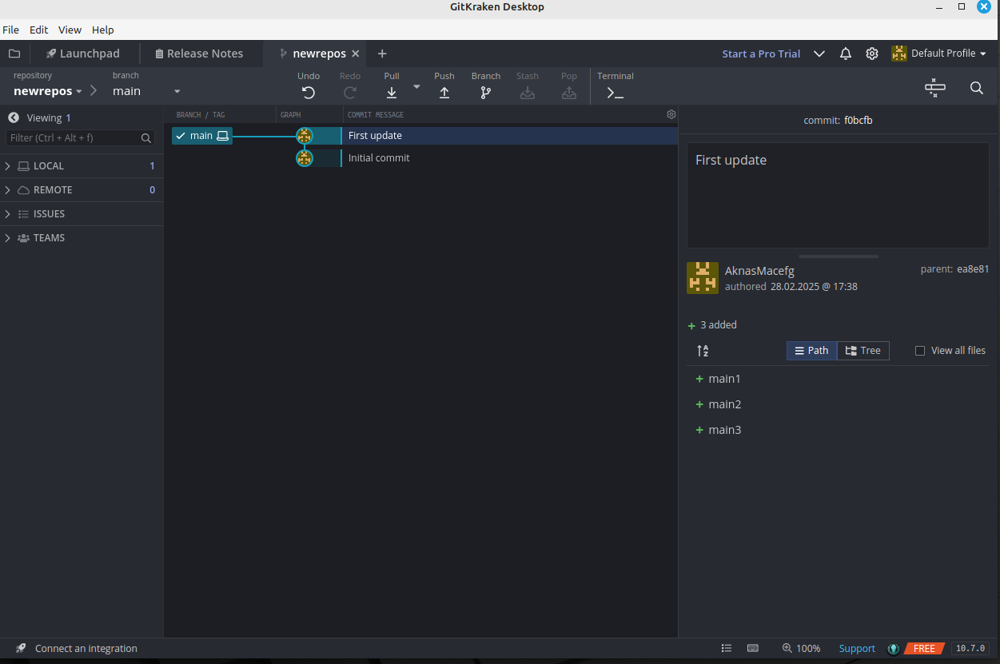 GitKraken Desktop
File Edit View Help
Launchpad Release Notes newrepos Start a Pro Trial Default Profile
repository branch Undo Redo Pull Push Branch Stash Pop Terminal
newrepos main
Viewing 1
Filter (Ctrl + Alt + f)
LOCAL 1
REMOTE 0
ISSUES
TEAMS
BRANCH / TAG GRAPH COMMIT MESSAGE
main First update
Initial commit
commit: f0bcfb
First update
AknasMacefg parent: ea8e81
authored 28.02.2025 @ 17:38
3 added
A Z Path Tree View all files
main1
main2
main3
Connect an integration 100% Support FREE 10.7.0